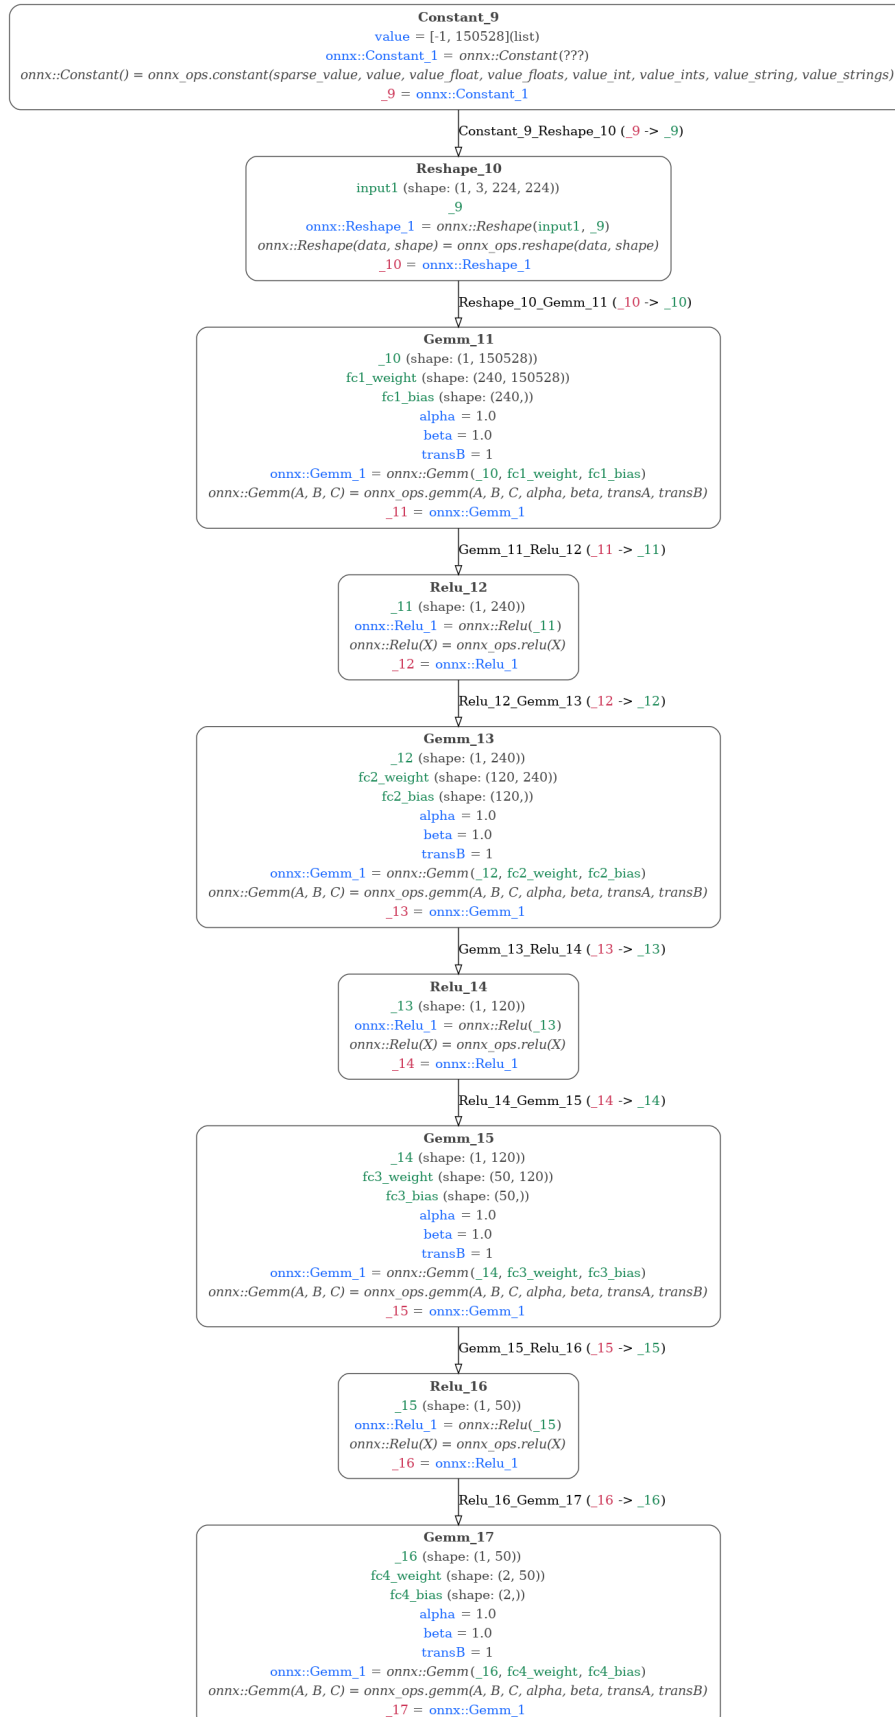 Constant_9
value = [-1, 150528](list)
onnx::Constant_1 = onnx::Constant(???)
onnx::Constant() = onnx_ops.constant(sparse_value, value, value_float, value_floats, value_int, value_ints, value_string, value_strings)
_9 = onnx::Constant_1
Constant_9_Reshape_10 (_9 -> _9)
Reshape_10
input1 (shape: (1, 3, 224, 224))
_9
onnx::Reshape_1 = onnx::Reshape(input1, _9)
onnx::Reshape(data, shape) = onnx_ops.reshape(data, shape)
_10 = onnx::Reshape_1
Reshape_10_Gemm_11 (_10 -> _10)
Gemm_11
_10 (shape: (1, 150528))
fc1_weight (shape: (240, 150528))
fc1_bias (shape: (240,))
alpha = 1.0
beta = 1.0
transB = 1
onnx::Gemm_1 = onnx::Gemm(_10, fc1_weight, fc1_bias)
onnx::Gemm(A, B, C) = onnx_ops.gemm(A, B, C, alpha, beta, transA, transB)
_11 = onnx::Gemm_1
Gemm_11_Relu_12 (_11 -> _11)
Relu_12
_11 (shape: (1, 240))
onnx::Relu_1 = onnx::Relu(_11)
onnx::Relu(X) = onnx_ops.relu(X)
_12 = onnx::Relu_1
Relu_12_Gemm_13 (_12 -> _12)
Gemm_13
_12 (shape: (1, 240))
fc2_weight (shape: (120, 240))
fc2_bias (shape: (120,))
alpha = 1.0
beta = 1.0
transB = 1
onnx::Gemm_1 = onnx::Gemm(_12, fc2_weight, fc2_bias)
onnx::Gemm(A, B, C) = onnx_ops.gemm(A, B, C, alpha, beta, transA, transB)
_13 = onnx::Gemm_1
Gemm_13_Relu_14 (_13 -> _13)
Relu_14
_13 (shape: (1, 120))
onnx::Relu_1 = onnx::Relu(_13)
onnx::Relu(X) = onnx_ops.relu(X)
_14 = onnx::Relu_1
Relu_14_Gemm_15 (_14 -> _14)
Gemm_15
_14 (shape: (1, 120))
fc3_weight (shape: (50, 120))
fc3_bias (shape: (50,))
alpha = 1.0
beta = 1.0
transB = 1
onnx::Gemm_1 = onnx::Gemm(_14, fc3_weight, fc3_bias)
onnx::Gemm(A, B, C) = onnx_ops.gemm(A, B, C, alpha, beta, transA, transB)
_15 = onnx::Gemm_1
Gemm_15_Relu_16 (_15 -> _15)
Relu_16
_15 (shape: (1, 50))
onnx::Relu_1 = onnx::Relu(_15)
onnx::Relu(X) = onnx_ops.relu(X)
_16 = onnx::Relu_1
Relu_16_Gemm_17 (_16 -> _16)
Gemm_17
_16 (shape: (1, 50))
fc4_weight (shape: (2, 50))
fc4_bias (shape: (2,))
alpha = 1.0
beta = 1.0
transB = 1
onnx::Gemm_1 = onnx::Gemm(_16, fc4_weight, fc4_bias)
onnx::Gemm(A, B, C) = onnx_ops.gemm(A, B, C, alpha, beta, transA, transB)
_17 = onnx::Gemm_1